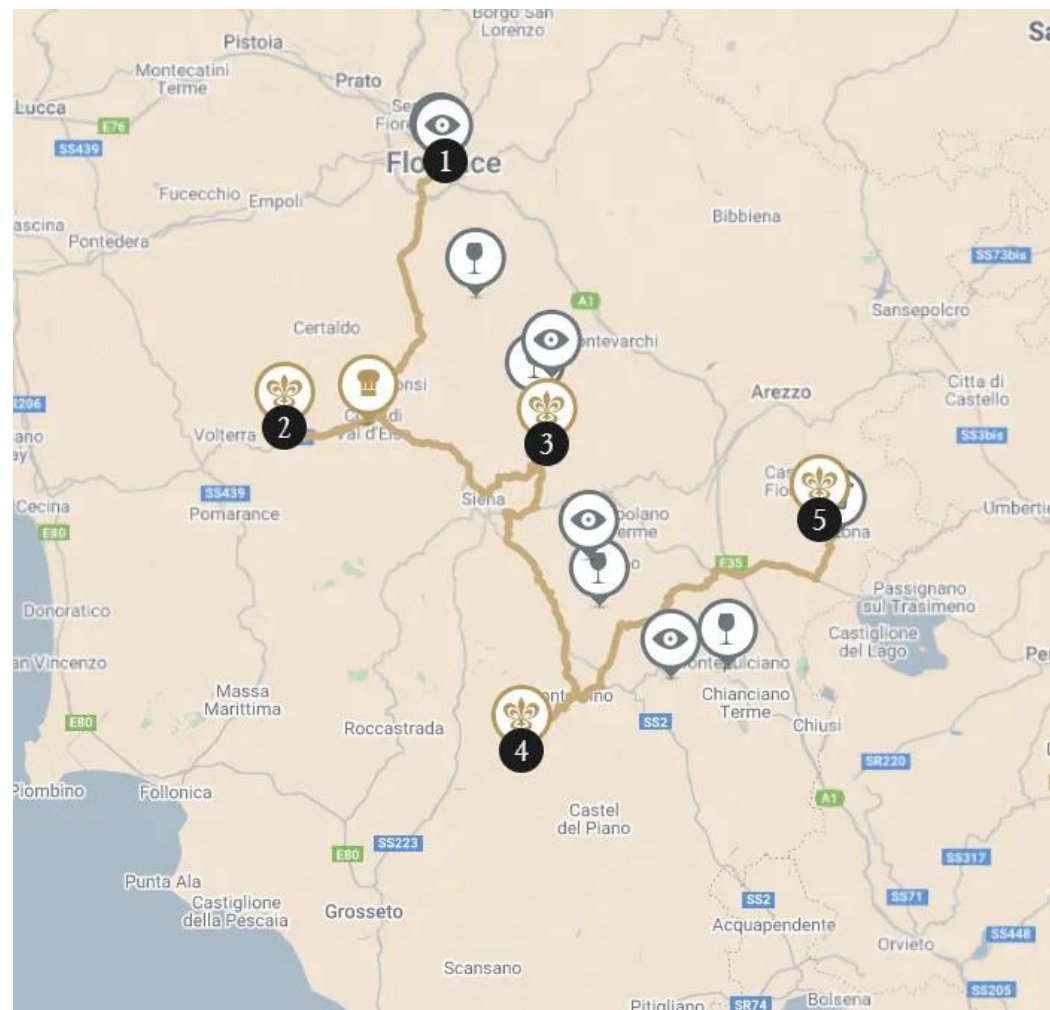 Borgo San
Lorenzo
Pistoia
Montecatini
Terme
Prato
Lucca
E76
SS439
1
Fucecchio
Empoli
Bibbiena
Pontedera
SS73bis
A1
Sansepolcro
Certaldo
Arezzo
Citta di
Castello
2
3
Volterra
SS3bis
SS439
Siena
Cecina
Pomarance
5
E80
E35
Donoratico
Passignano
sul Trasimeno
Castiglione
del Lago
Massa
Marittima
Chianciano
Terme
E80
Roccastrada
SS2
Chiusi
4
SR220
Piombino
Follonica
A1
Castel
del Piano
SS223
E80
SS317
Punta Ala
Castiglione
della Pescaia
SS2
SS71
Grosseto
Acquapendente
Orvieto
SS448
Scansano
SS205
Pitigliano
SR74
Bolsena